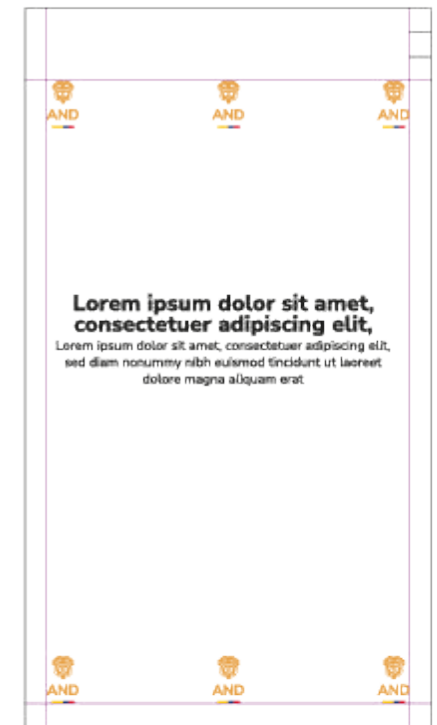 AND AND AND
Lorem ipsum dolor sit amet,
consectetuer adipiscing elit,
Lorem ipsum dolor sit amet, consectetuer adipiscing elit,
sed diam nonummy nibh euismod tincidunt ut laoreet
dolore magna aliquam erat
AND AND AND